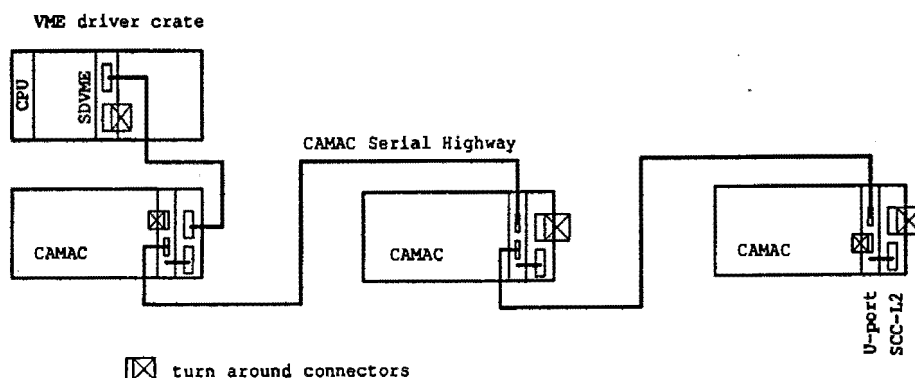 VME driver crate
CPU
SDVME
CAMAC Serial Highway
CAMAC
CAMAC
CAMAC
U-port
SCC-L2
turn around connectors